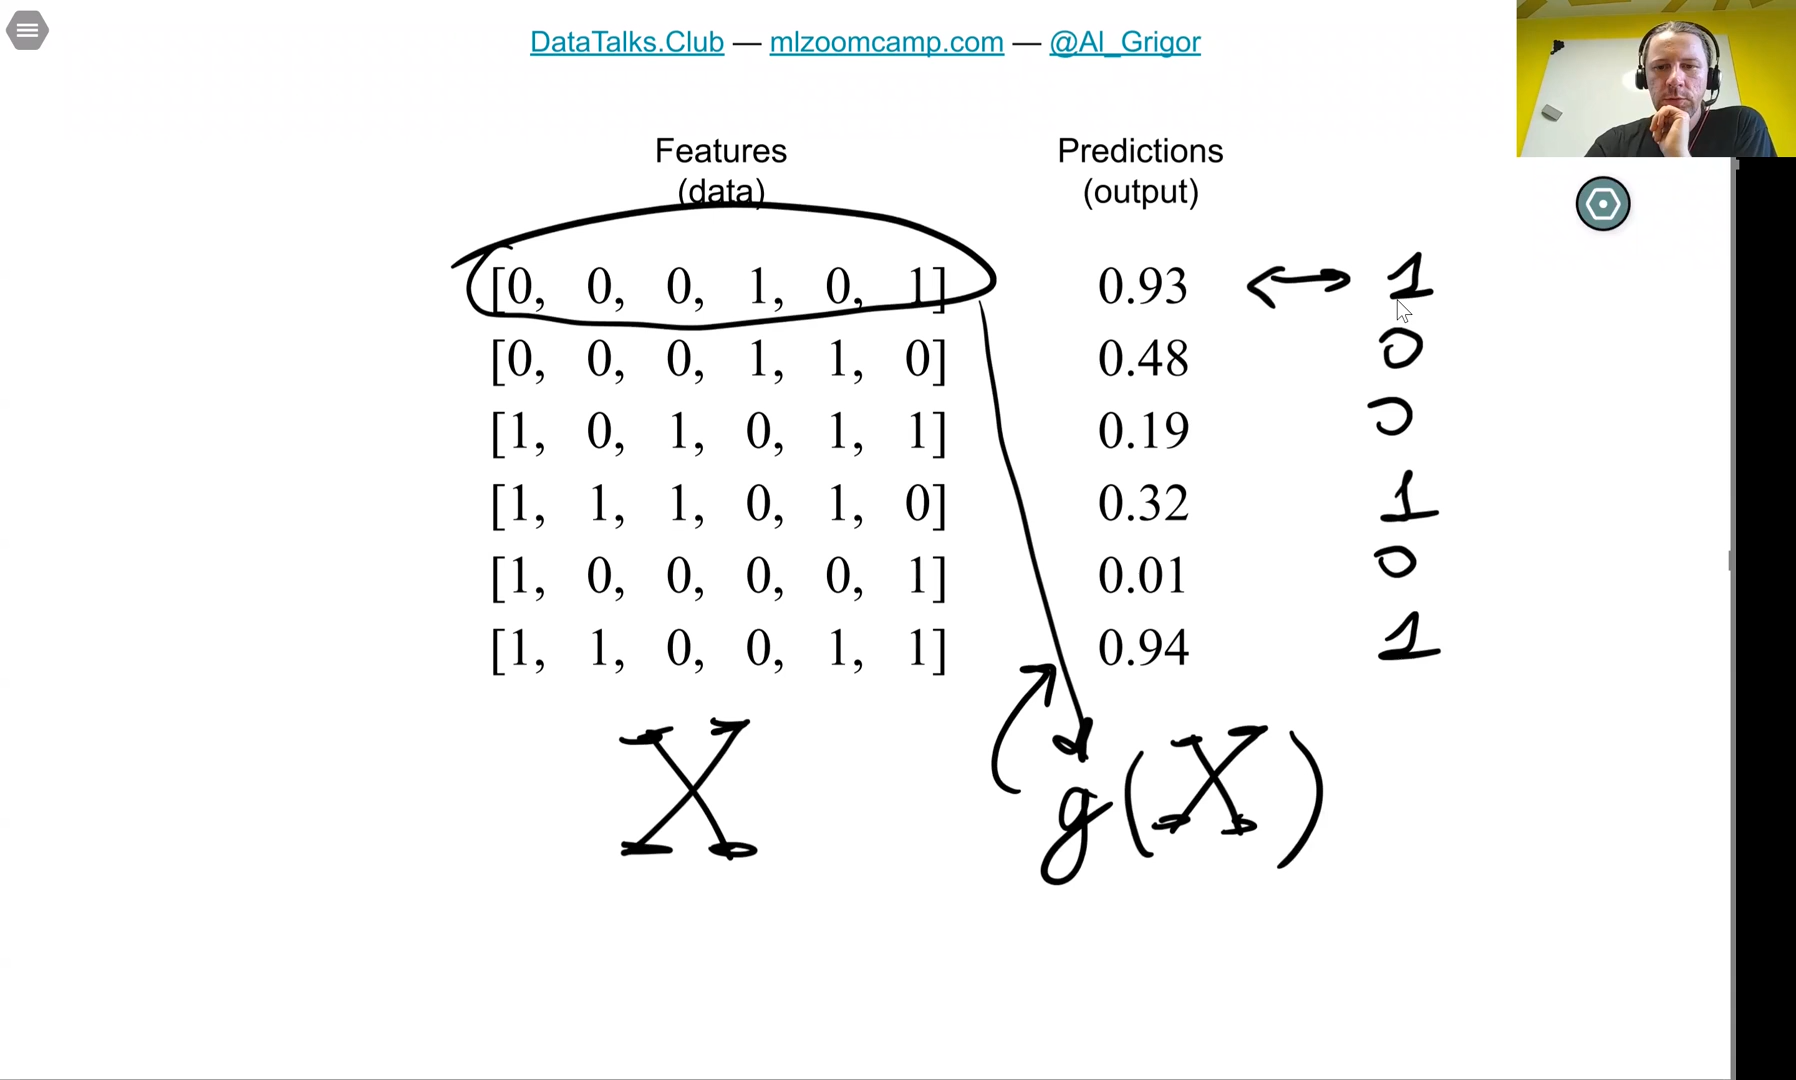 DataTalks.Club — mlzoomcamp.com — @Al_Grigor
Features Predictions
(data) (output)
[0, 0, 0, 1, 0, 1] 0.93 ↔ 1
[0, 0, 0, 1, 1, 0] 0.48 0
[1, 0, 1, 0, 1, 1] 0.19 0
[1, 1, 1, 0, 1, 0] 0.32 1
[1, 0, 0, 0, 0, 1] 0.01 0
[1, 1, 0, 0, 1, 1] 0.94 1
X g(X)